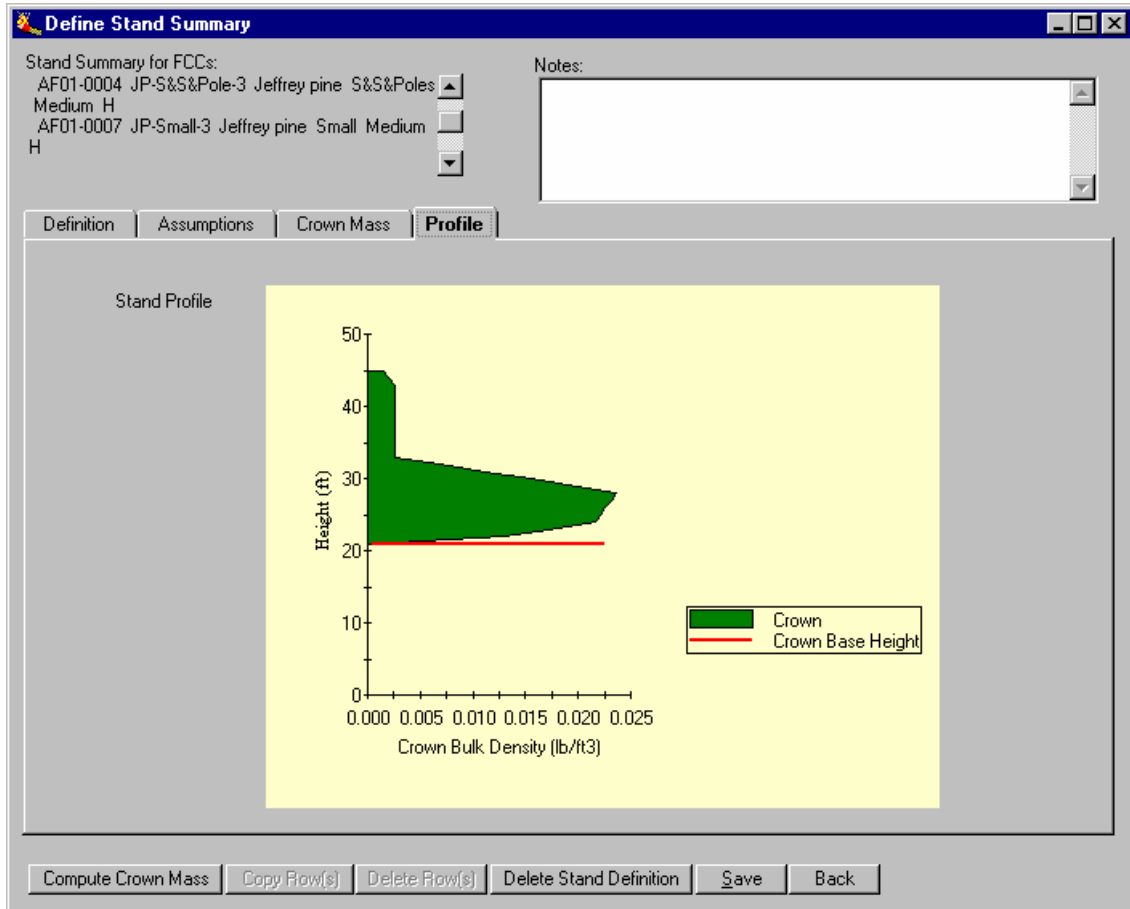 Define Stand Summary
Stand Summary for FCCs:
AF01-0004 JP-S&S&Pole-3 Jeffrey pine S&S&Poles
Medium H
AF01-0007 JP-Small-3 Jeffrey pine Small Medium
H
Notes:
Definition
Assumptions
Crown Mass
Profile
Stand Profile
50
40
30
20
10
0
Height (ft)
0.000 0.005 0.010 0.015 0.020 0.025
Crown Bulk Density (lb/ft3)
Crown
Crown Base Height
Compute Crown Mass
Copy Row(s)
Delete Row(s)
Delete Stand Definition
Save
Back